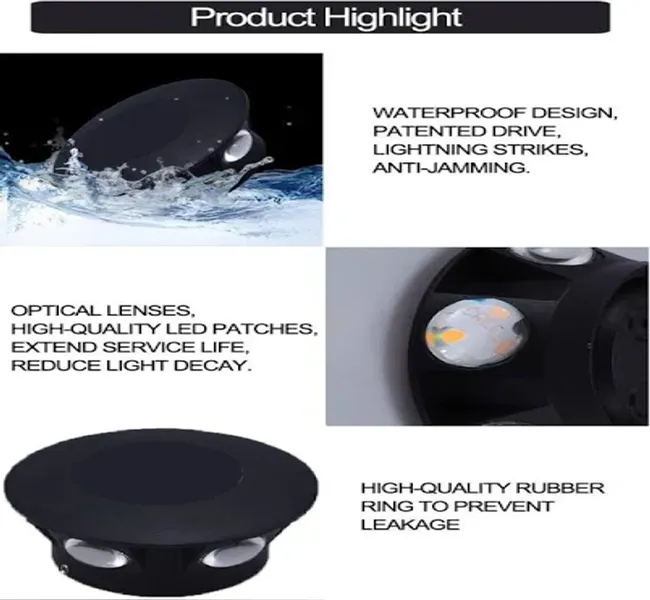 Product Highlight
WATERPROOF DESIGN,
PATENTED DRIVE,
LIGHTNING STRIKES,
ANTI-JAMMING.
OPTICAL LENSES,
HIGH-QUALITY LED PATCHES,
EXTEND SERVICE LIFE,
REDUCE LIGHT DECAY.
HIGH-QUALITY RUBBER
RING TO PREVENT
LEAKAGE